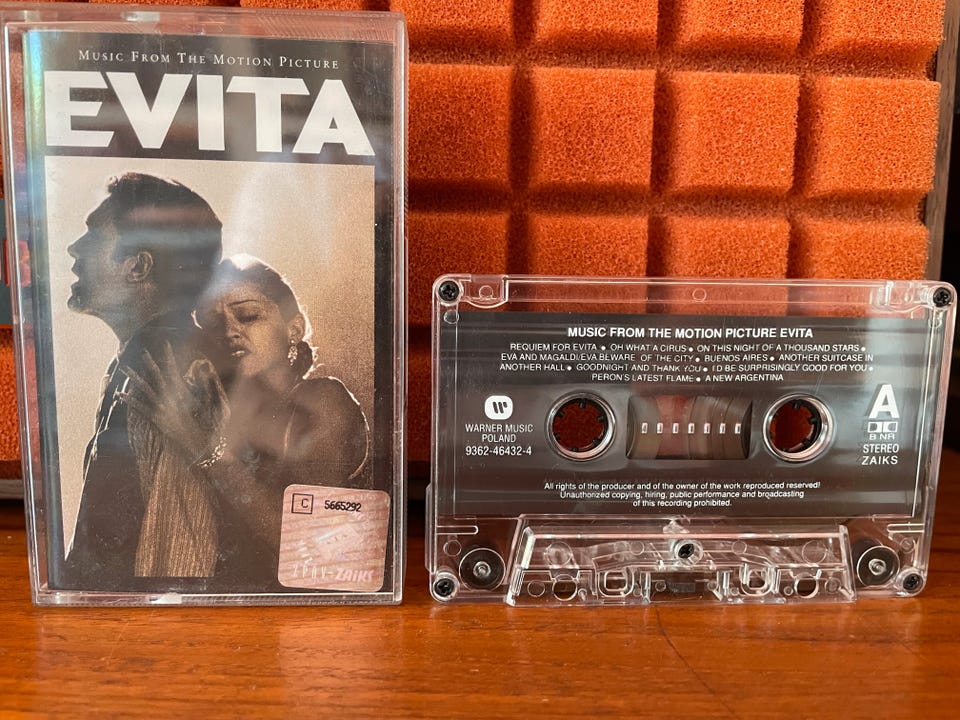 MUSIC FROM THE MOTION PICTURE
EVITA
C 5665292
ZPAV-ZAIKS
MUSIC FROM THE MOTION PICTURE EVITA
REQUIEM FOR EVITA • OH WHAT A CIRUS • ON THIS NIGHT OF A THOUSAND STARS •
EVA AND MAGALDI/EVA BEWARE OF THE CITY • BUENOS AIRES • ANOTHER SUITCASE IN
ANOTHER HALL • GOODNIGHT AND THANK YOU • I'D BE SURPRISINGLY GOOD FOR YOU •
PERON'S LATEST FLAME • A NEW ARGENTINA
WARNER MUSIC
POLAND
9362-46432-4
A
B NR
STEREO
ZAIKS
All rights of the producer and of the owner of the work reproduced reserved!
Unauthorized copying, hiring, public performance and broadcasting
of this recording prohibited.